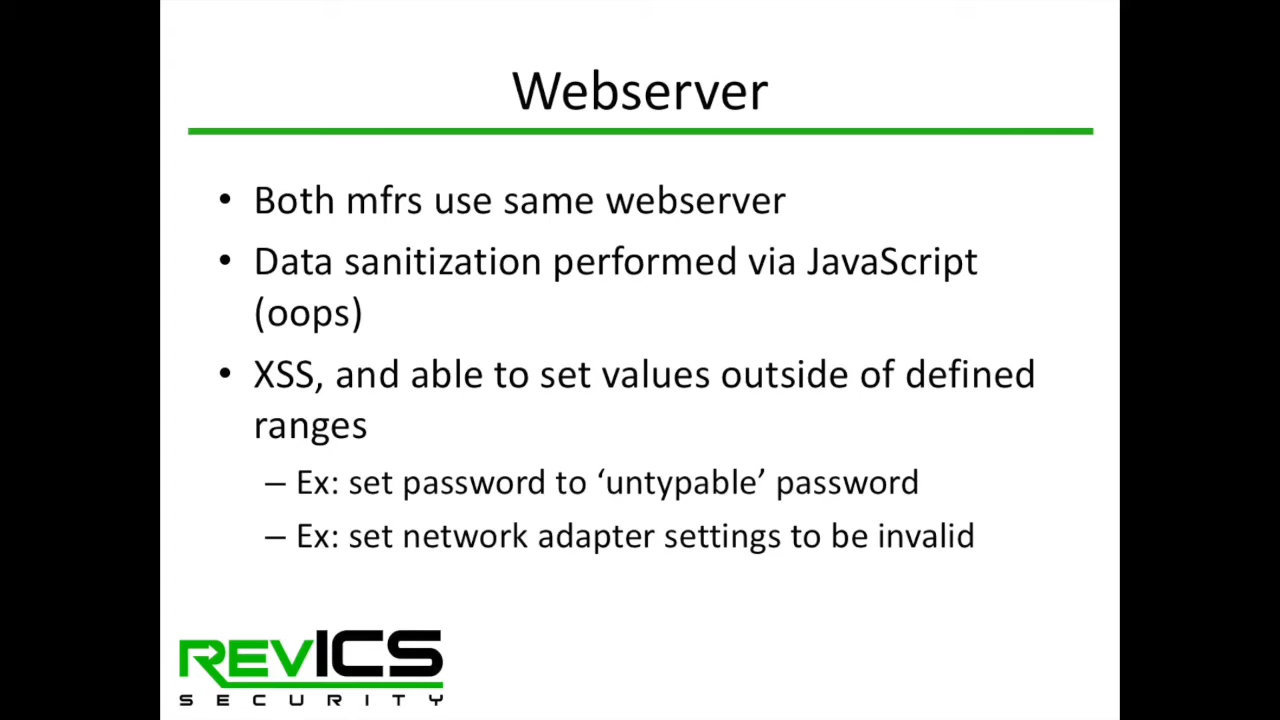 Webserver
• Both mfrs use same webserver
• Data sanitization performed via JavaScript
(oops)
• XSS, and able to set values outside of defined
ranges
– Ex: set password to ‘untypable’ password
– Ex: set network adapter settings to be invalid
REVICS
SECURITY